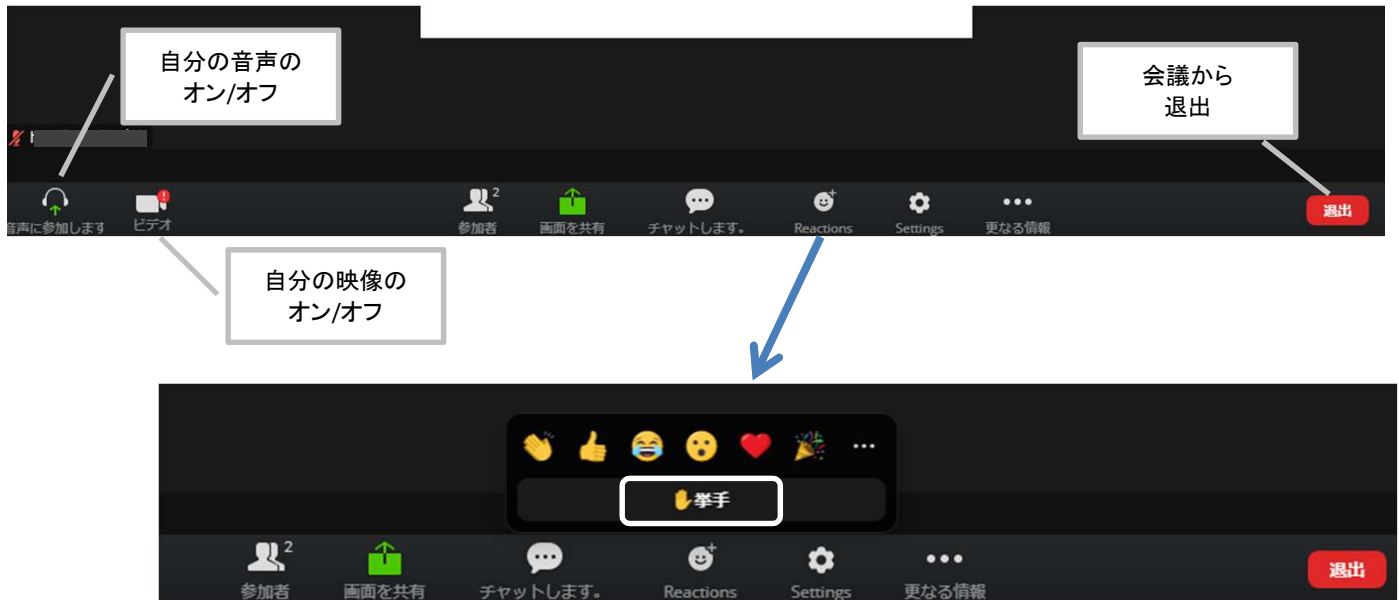 自分の音声の
オン/オフ
会議から
退出
音声に参加します
ビデオ
2
参加者
画面を共有
チャットします。
Reactions
Settings
更なる情報
退出
自分の映像の
オン/オフ
挙手
2
参加者
画面を共有
チャットします。
Reactions
Settings
更なる情報
退出